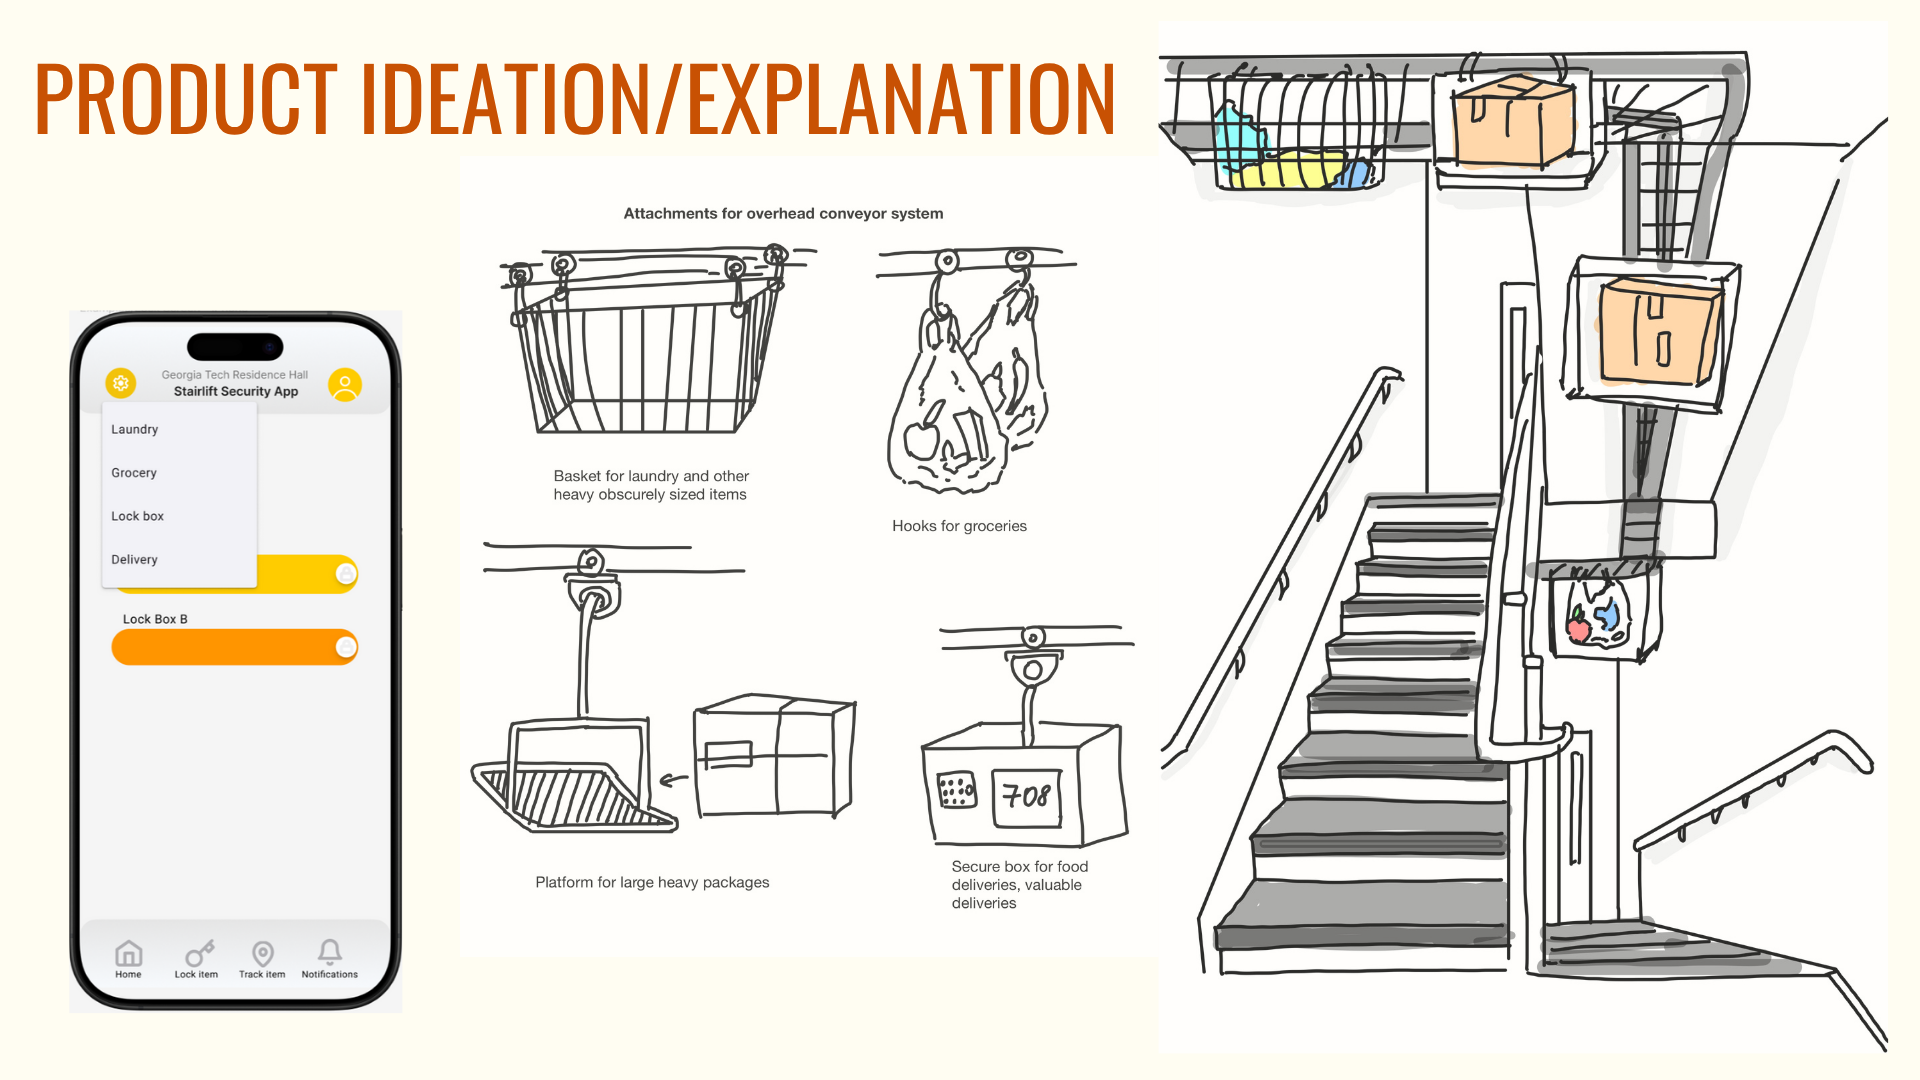 PRODUCT IDEATION/EXPLANATION
Georgia Tech Residence Hall
Stairlift Security App
Laundry
Grocery
Lock box
Delivery
Lock Box B
Home
Lock item
Track item
Notifications
Attachments for overhead conveyor system
Basket for laundry and other
heavy obscurely sized items
Hooks for groceries
Platform for large heavy packages
708
Secure box for food
deliveries, valuable
deliveries